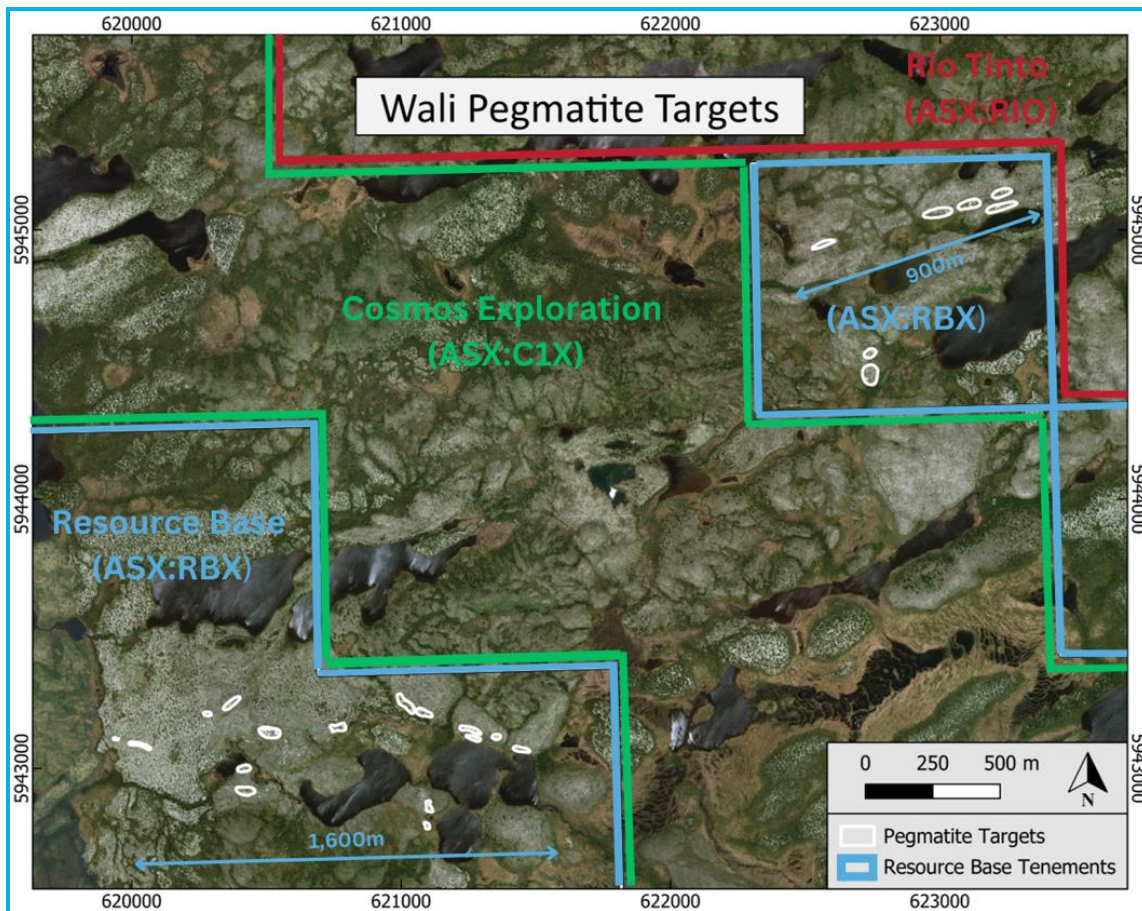 620000
621000
622000
623000
Wali Pegmatite Targets
Rio Tinto
(ASX:RIO)
5945000
5945000
900m
Cosmos Exploration
(ASX:C1X)
(ASX:RBX)
5944000
5944000
Resource Base
(ASX:RBX)
5943000
5943000
1,600m
0 250 500 m
N
Pegmatite Targets
Resource Base Tenements
620000
621000
622000
623000